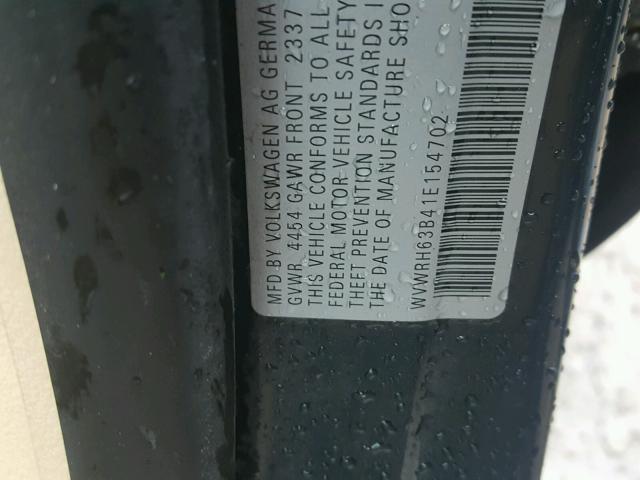 MFD BY VOLKSWAGEN AG GERMA
GVWR 4454 GAWR FRONT 2337
THIS VEHICLE CONFORMS TO ALL
FEDERAL MOTOR VEHICLE SAFETY
THEFT PREVENTION STANDARDS I
THE DATE OF MANUFACTURE SHO
WVWRH63B41E154702